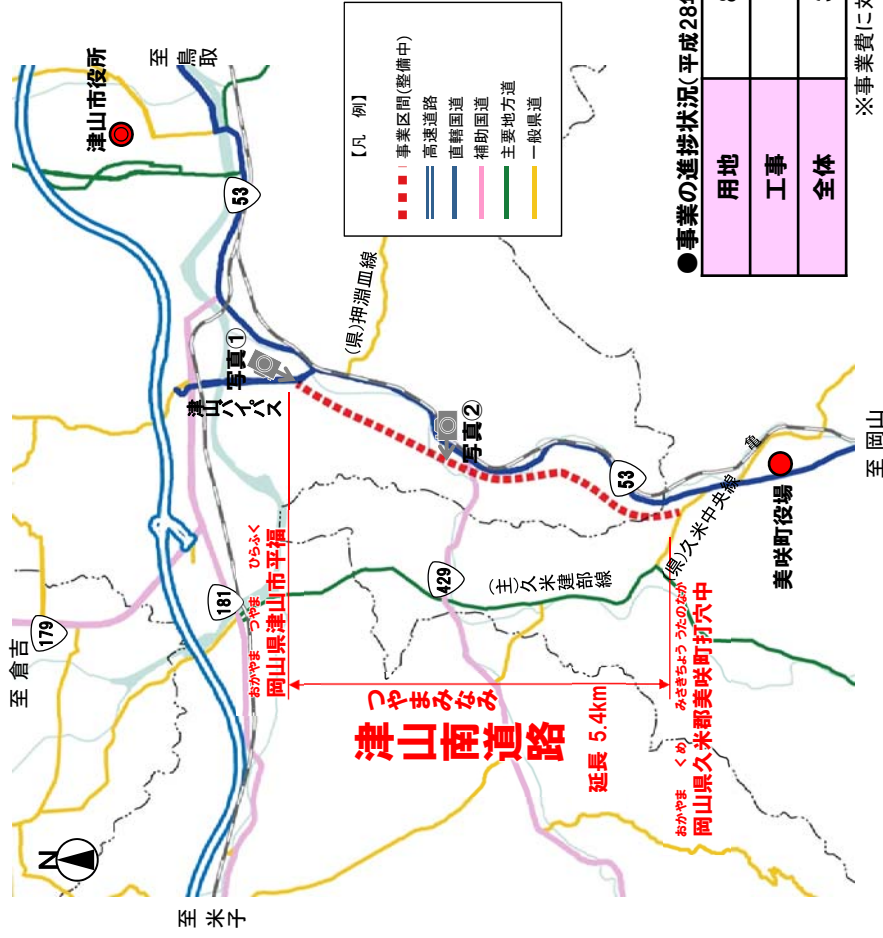 N
至 倉吉
179
181
至
米
子
津山市役所
至
鳥
取
53
津山バイパス
写真①
写真②
(県)押淵皿線
【凡　例】
事業区間(整備中)
高速道路
直轄国道
補助国道
主要地方道
一般県道
おかやま　つやま　ひらふく
岡山県津山市平福
429
(主)久米建部線
53
(県)久米中央線
亀
つやまみなみ
津山南道路
延長 5.4km
おかやま　くめ　みさきちょう うたのなか
岡山県久米郡美咲町打穴中
美咲町役場
至 岡山
●事業の進捗状況(平成28
用地
工事
全体
※事業費に